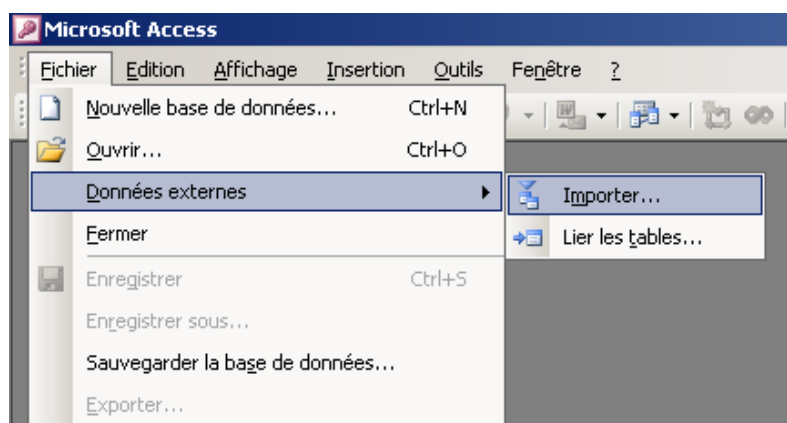 Microsoft Access
Fichier Edition Affichage Insertion Outils Fenêtre ?
Nouvelle base de données... Ctrl+N
Ouvrir... Ctrl+O
Données externes Importer...
Fermer Lier les tables...
Enregistrer Ctrl+S
Enregistrer sous...
Sauvegarder la base de données...
Exporter...